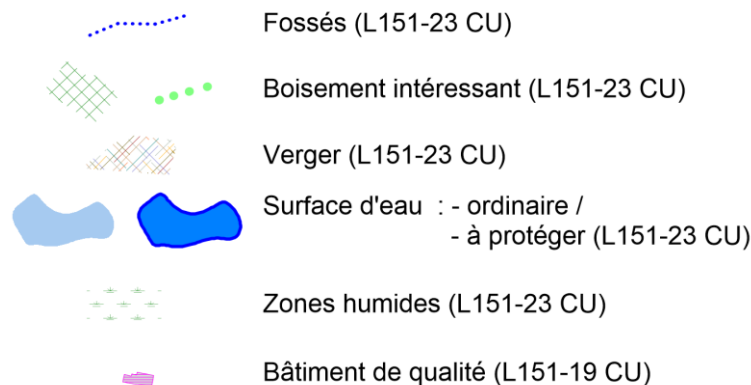 Fossés (L151-23 CU)
Boisement intéressant (L151-23 CU)
Verger (L151-23 CU)
Surface d'eau : - ordinaire /
- à protéger (L151-23 CU)
Zones humides (L151-23 CU)
Bâtiment de qualité (L151-19 CU)